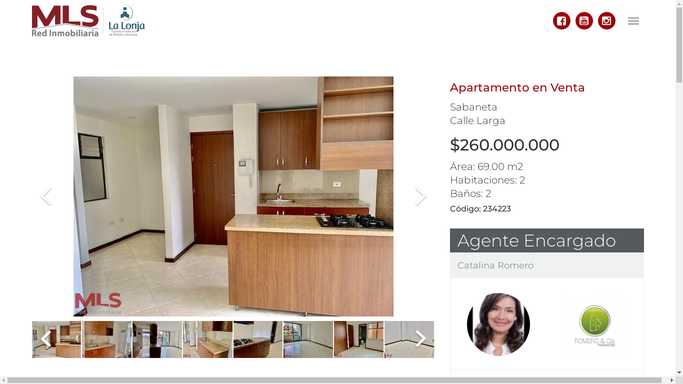 MLS
Red Inmobiliaria
La Lonja
Apartamento en Venta
Sabaneta
Calle Larga
$260.000.000
Área: 69.00 m2
Habitaciones: 2
Baños: 2
Código: 234223
Agente Encargado
Catalina Romero
MLS
ROMERO & Cía